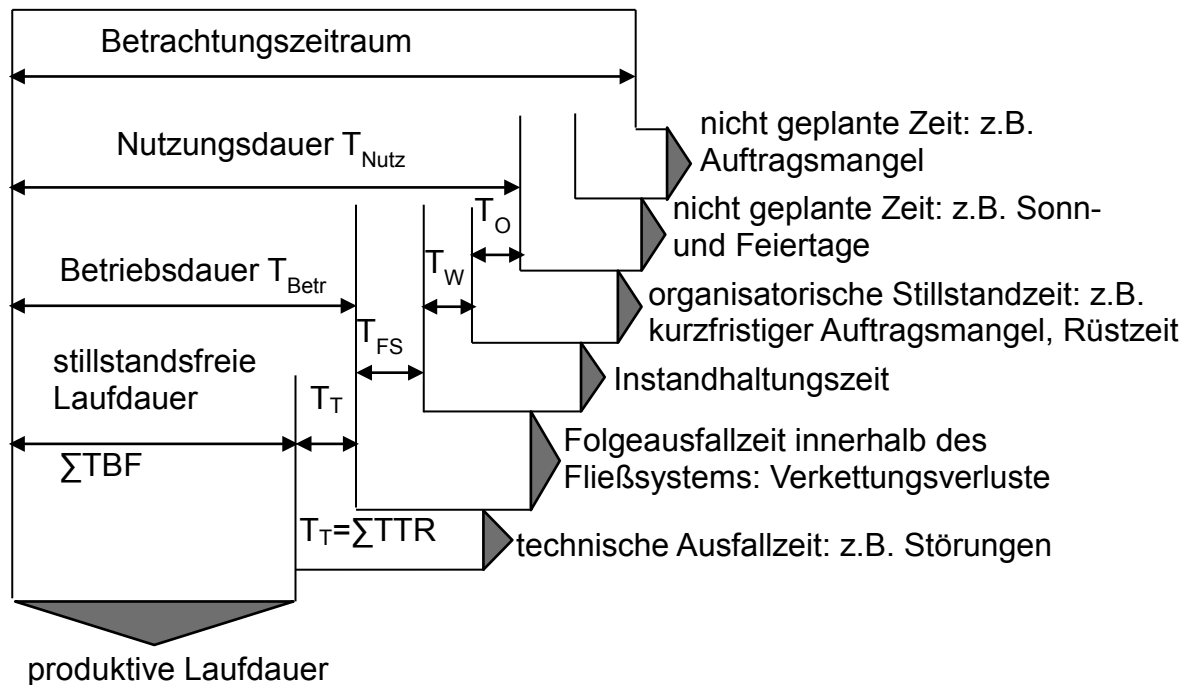 Betrachtungszeitraum
nicht geplante Zeit: z.B.
Auftragsmangel
Nutzungsdauer T_Nutz
T_O
nicht geplante Zeit: z.B. Sonn-
und Feiertage
T_W
Betriebsdauer T_Betr
organisatorische Stillstandzeit: z.B.
kurzfristiger Auftragsmangel, Rüstzeit
T_FS
stillstandsfreie
Laufdauer
T_T
Instandhaltungszeit
∑TBF
Folgeausfallzeit innerhalb des
Fließsystems: Verkettungsverluste
T_T=∑TTR
technische Ausfallzeit: z.B. Störungen
produktive Laufdauer